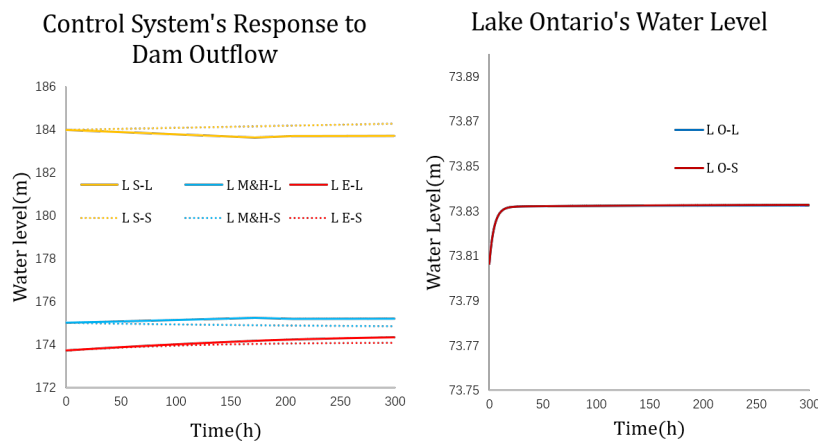 Control System's Response to
Dam Outflow
Water level(m)
186
184
182
180
176
174
172
L S-L
L M&H-L
L E-L
L S-S
L M&H-S
L E-S
0
50
100
150
200
250
300
Time(h)
Lake Ontario's Water Level
Water Level(m)
73.89
73.87
73.85
73.83
73.81
73.79
73.77
73.75
L O-L
L O-S
0
50
100
150
200
250
300
Time(h)